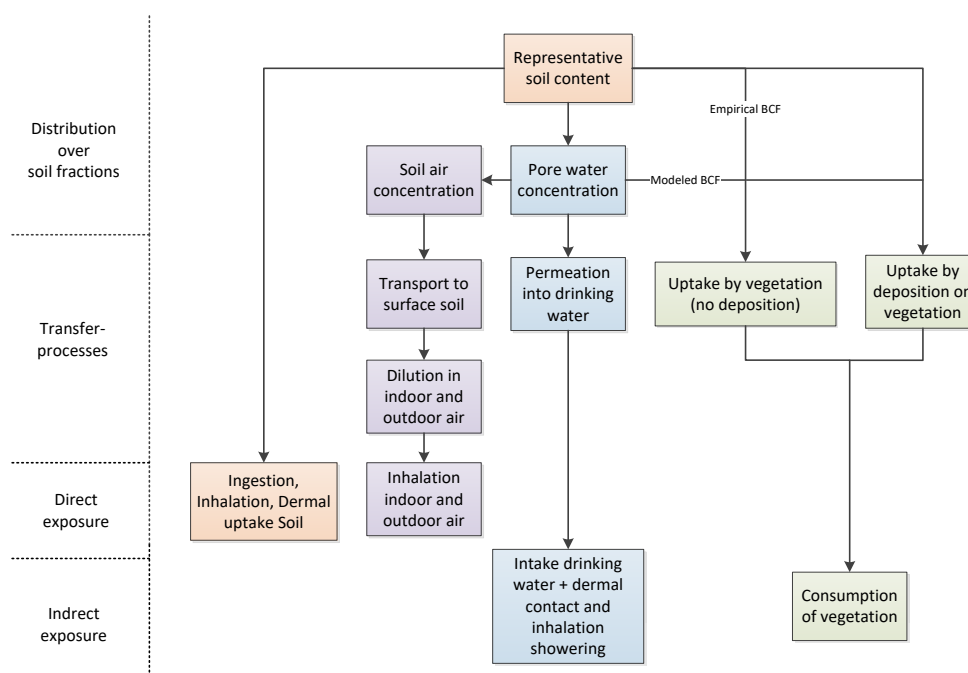 Representative
soil content
Empirical BCF
Distribution
over
soil fractions
Soil air
concentration
Pore water
concentration
Modeled BCF
Transfer-
processes
Transport to
surface soil
Permeation
into drinking
water
Uptake by vegetation
(no deposition)
Uptake by
deposition on
vegetation
Dilution in
indoor and
outdoor air
Direct
exposure
Ingestion,
Inhalation, Dermal
uptake Soil
Inhalation
indoor and
outdoor air
Indrect
exposure
Intake drinking
water + dermal
contact and
inhalation
showering
Consumption
of vegetation